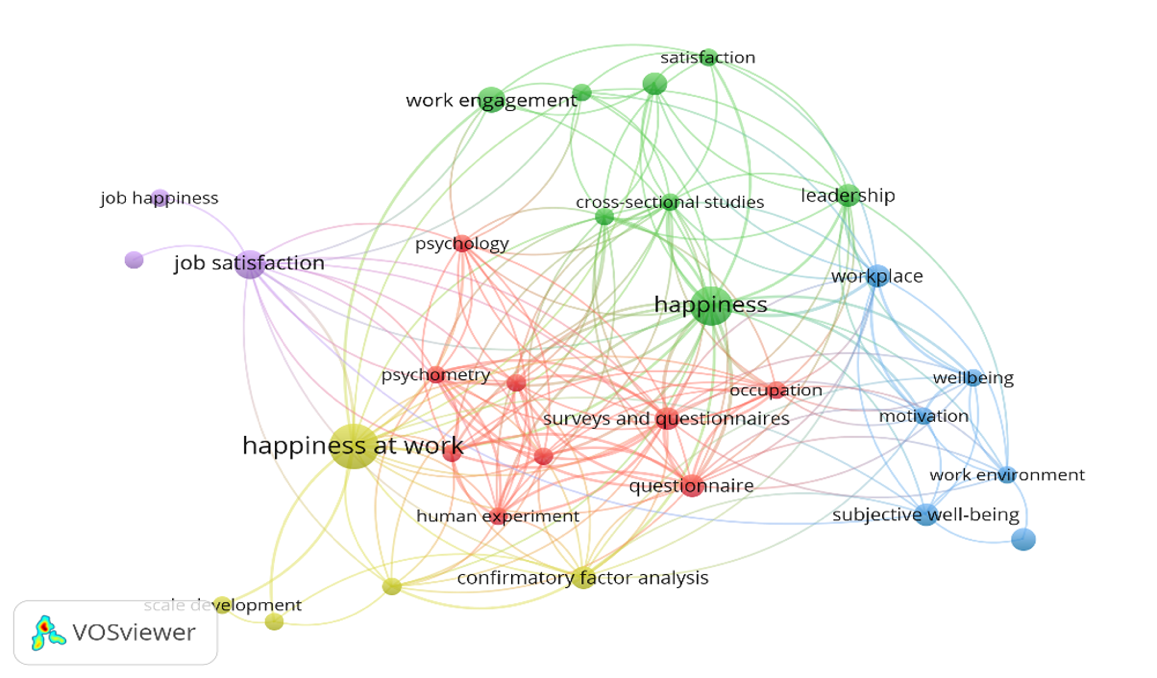 satisfaction
work engagement
job happiness
cross-sectional studies
leadership
psychology
job satisfaction
workplace
happiness
psychometry
wellbeing
occupation
surveys and questionnaires
motivation
happiness at work
work environment
questionnaire
human experiment
subjective well-being
confirmatory factor analysis
scale development
VOSviewer